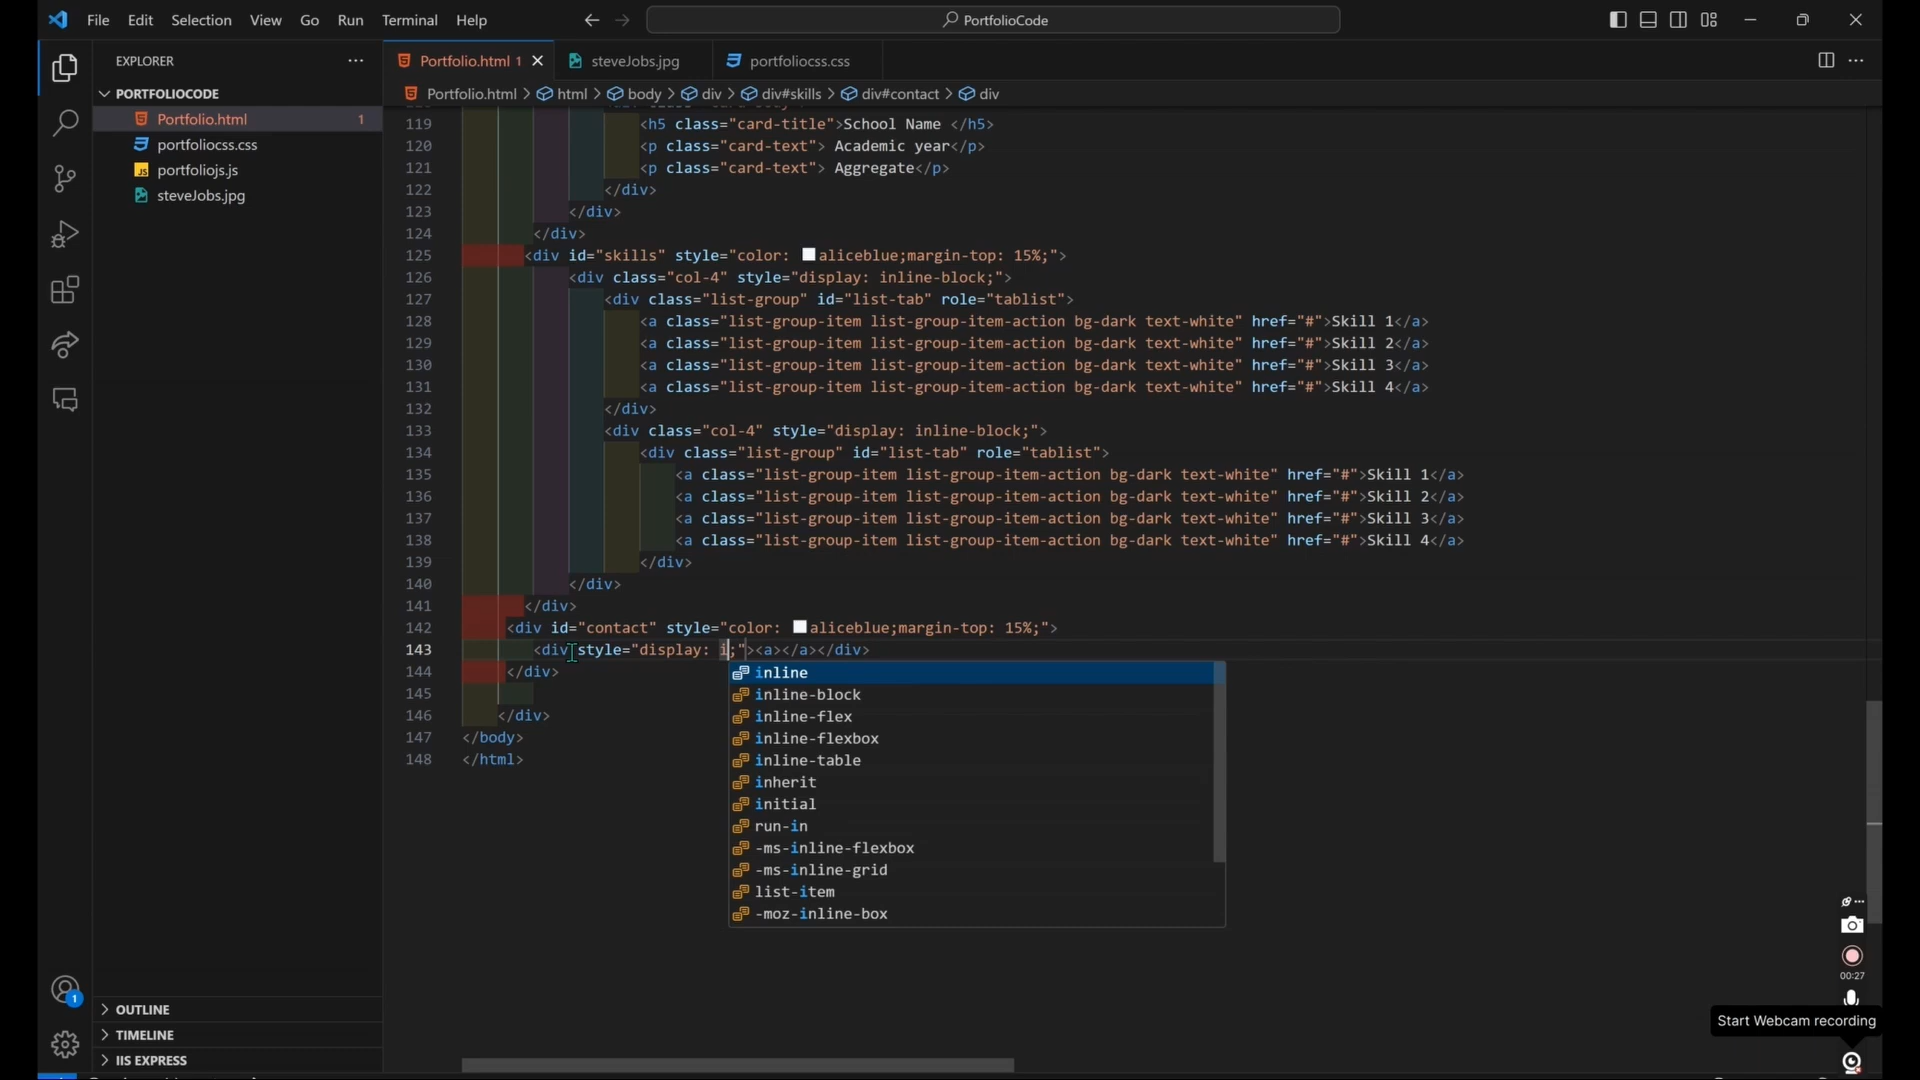 File Edit Selection View Go Run Terminal Help
PortfolioCode
EXPLORER
PORTFOLIOCODE
Portfolio.html 1
portfoliocss.css
portfoliojs.js
steveJobs.jpg
Portfolio.html 1
steveJobs.jpg
portfoliocss.css
Portfolio.html > html > body > div > div#skills > div#contact > div
119 <h5 class="card-title">School Name </h5>
120 <p class="card-text"> Academic year</p>
121 <p class="card-text"> Aggregate</p>
122 </div>
123 </div>
124 </div>
125 <div id="skills" style="color: aliceblue;margin-top: 15%;">
126 <div class="col-4" style="display: inline-block;">
127 <div class="list-group" id="list-tab" role="tablist">
128 <a class="list-group-item list-group-item-action bg-dark text-white" href="#">Skill 1</a>
129 <a class="list-group-item list-group-item-action bg-dark text-white" href="#">Skill 2</a>
130 <a class="list-group-item list-group-item-action bg-dark text-white" href="#">Skill 3</a>
131 <a class="list-group-item list-group-item-action bg-dark text-white" href="#">Skill 4</a>
132 </div>
133 <div class="col-4" style="display: inline-block;">
134 <div class="list-group" id="list-tab" role="tablist">
135 <a class="list-group-item list-group-item-action bg-dark text-white" href="#">Skill 1</a>
136 <a class="list-group-item list-group-item-action bg-dark text-white" href="#">Skill 2</a>
137 <a class="list-group-item list-group-item-action bg-dark text-white" href="#">Skill 3</a>
138 <a class="list-group-item list-group-item-action bg-dark text-white" href="#">Skill 4</a>
139 </div>
140 </div>
141 </div>
142 <div id="contact" style="color: aliceblue;margin-top: 15%;">
143 <div style="display: i;"><a></a></div>
144 </div>
145
146 </div>
147 </body>
148 </html>
inline
inline-block
inline-flex
inline-flexbox
inline-table
inherit
initial
run-in
-ms-inline-flexbox
-ms-inline-grid
list-item
-moz-inline-box
1
OUTLINE
TIMELINE
IIS EXPRESS
00:27
Start Webcam recording